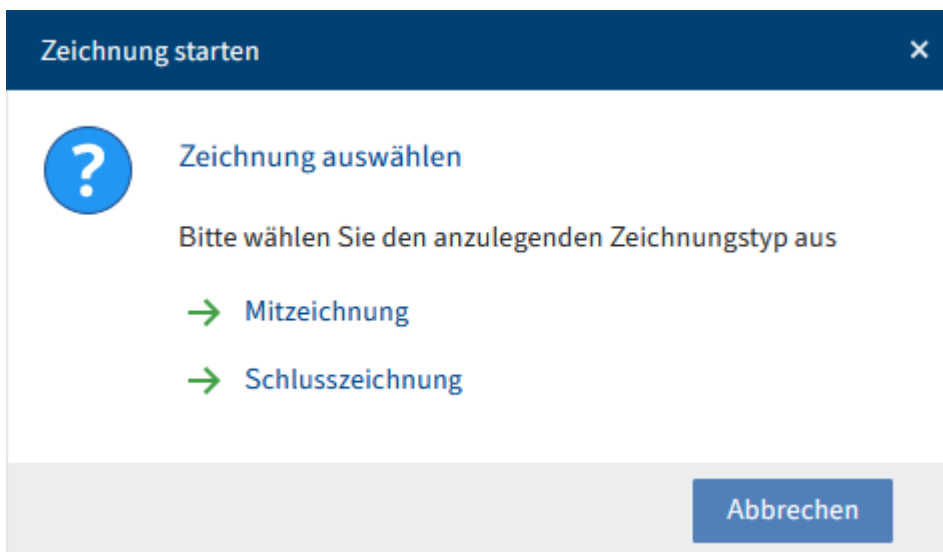 Zeichnung starten
Zeichnung auswählen
Bitte wählen Sie den anzulegenden Zeichnungstyp aus
Mitzeichnung
Schlusszeichnung
Abbrechen